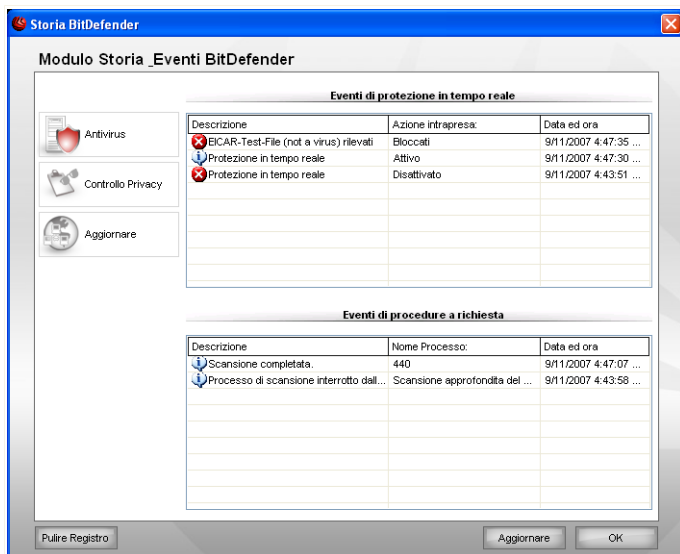 Storia BitDefender
Modulo Storia _Eventi BitDefender
Antivirus
Controllo Privacy
Aggiornare
Eventi di protezione in tempo reale
Descrizione Azione intrapresa: Data ed ora
EICAR-Test-File (not a virus) rilevati Bloccati 9/11/2007 4:47:35 ...
Protezione in tempo reale Attivo 9/11/2007 4:47:30 ...
Protezione in tempo reale Disattivato 9/11/2007 4:43:51 ...
Eventi di procedure a richiesta
Descrizione Nome Processo: Data ed ora
Scansione completata. 440 9/11/2007 4:47:07 ...
Processo di scansione interrotto dall... Scansione approfondita del ... 9/11/2007 4:43:58 ...
Pulire Registro Aggiornare OK